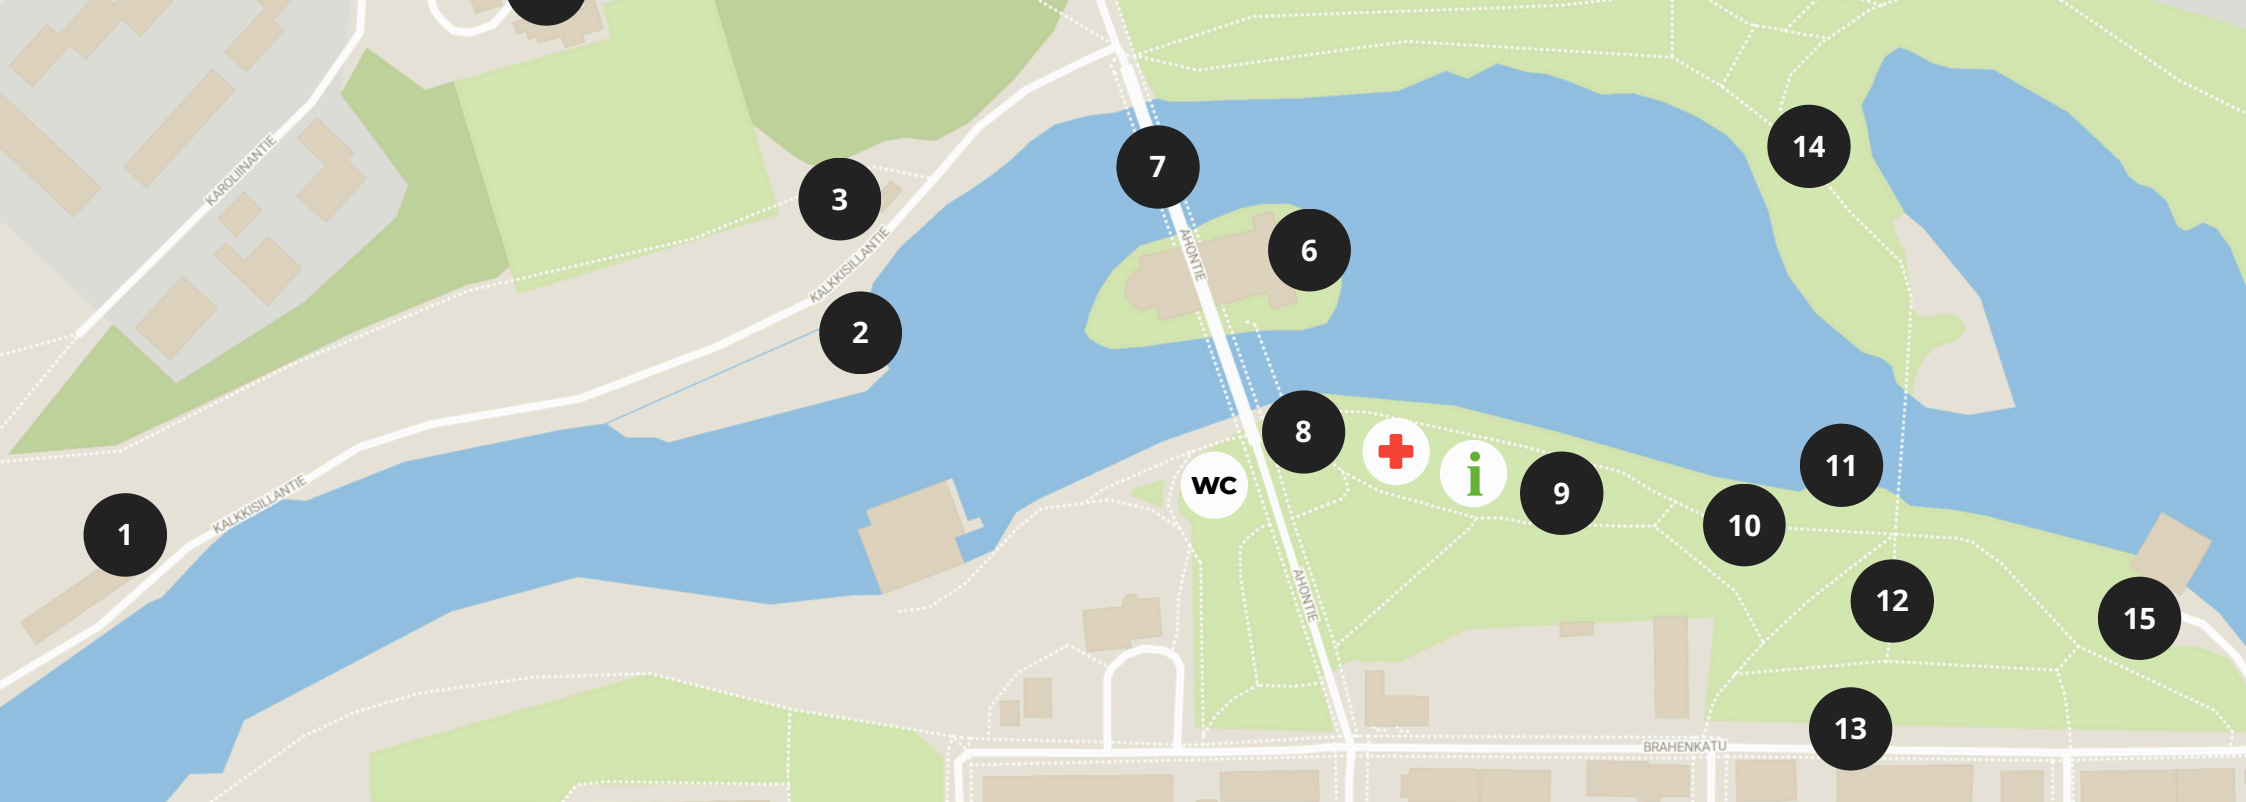 14
7
KAROLIINANTIE
3
AHONTIE
6
KALKKISILLANTIE
2
8
11
WC
i
9
KALKKISILLANTIE
10
1
AHONTIE
12
15
13
BRAHENKATU